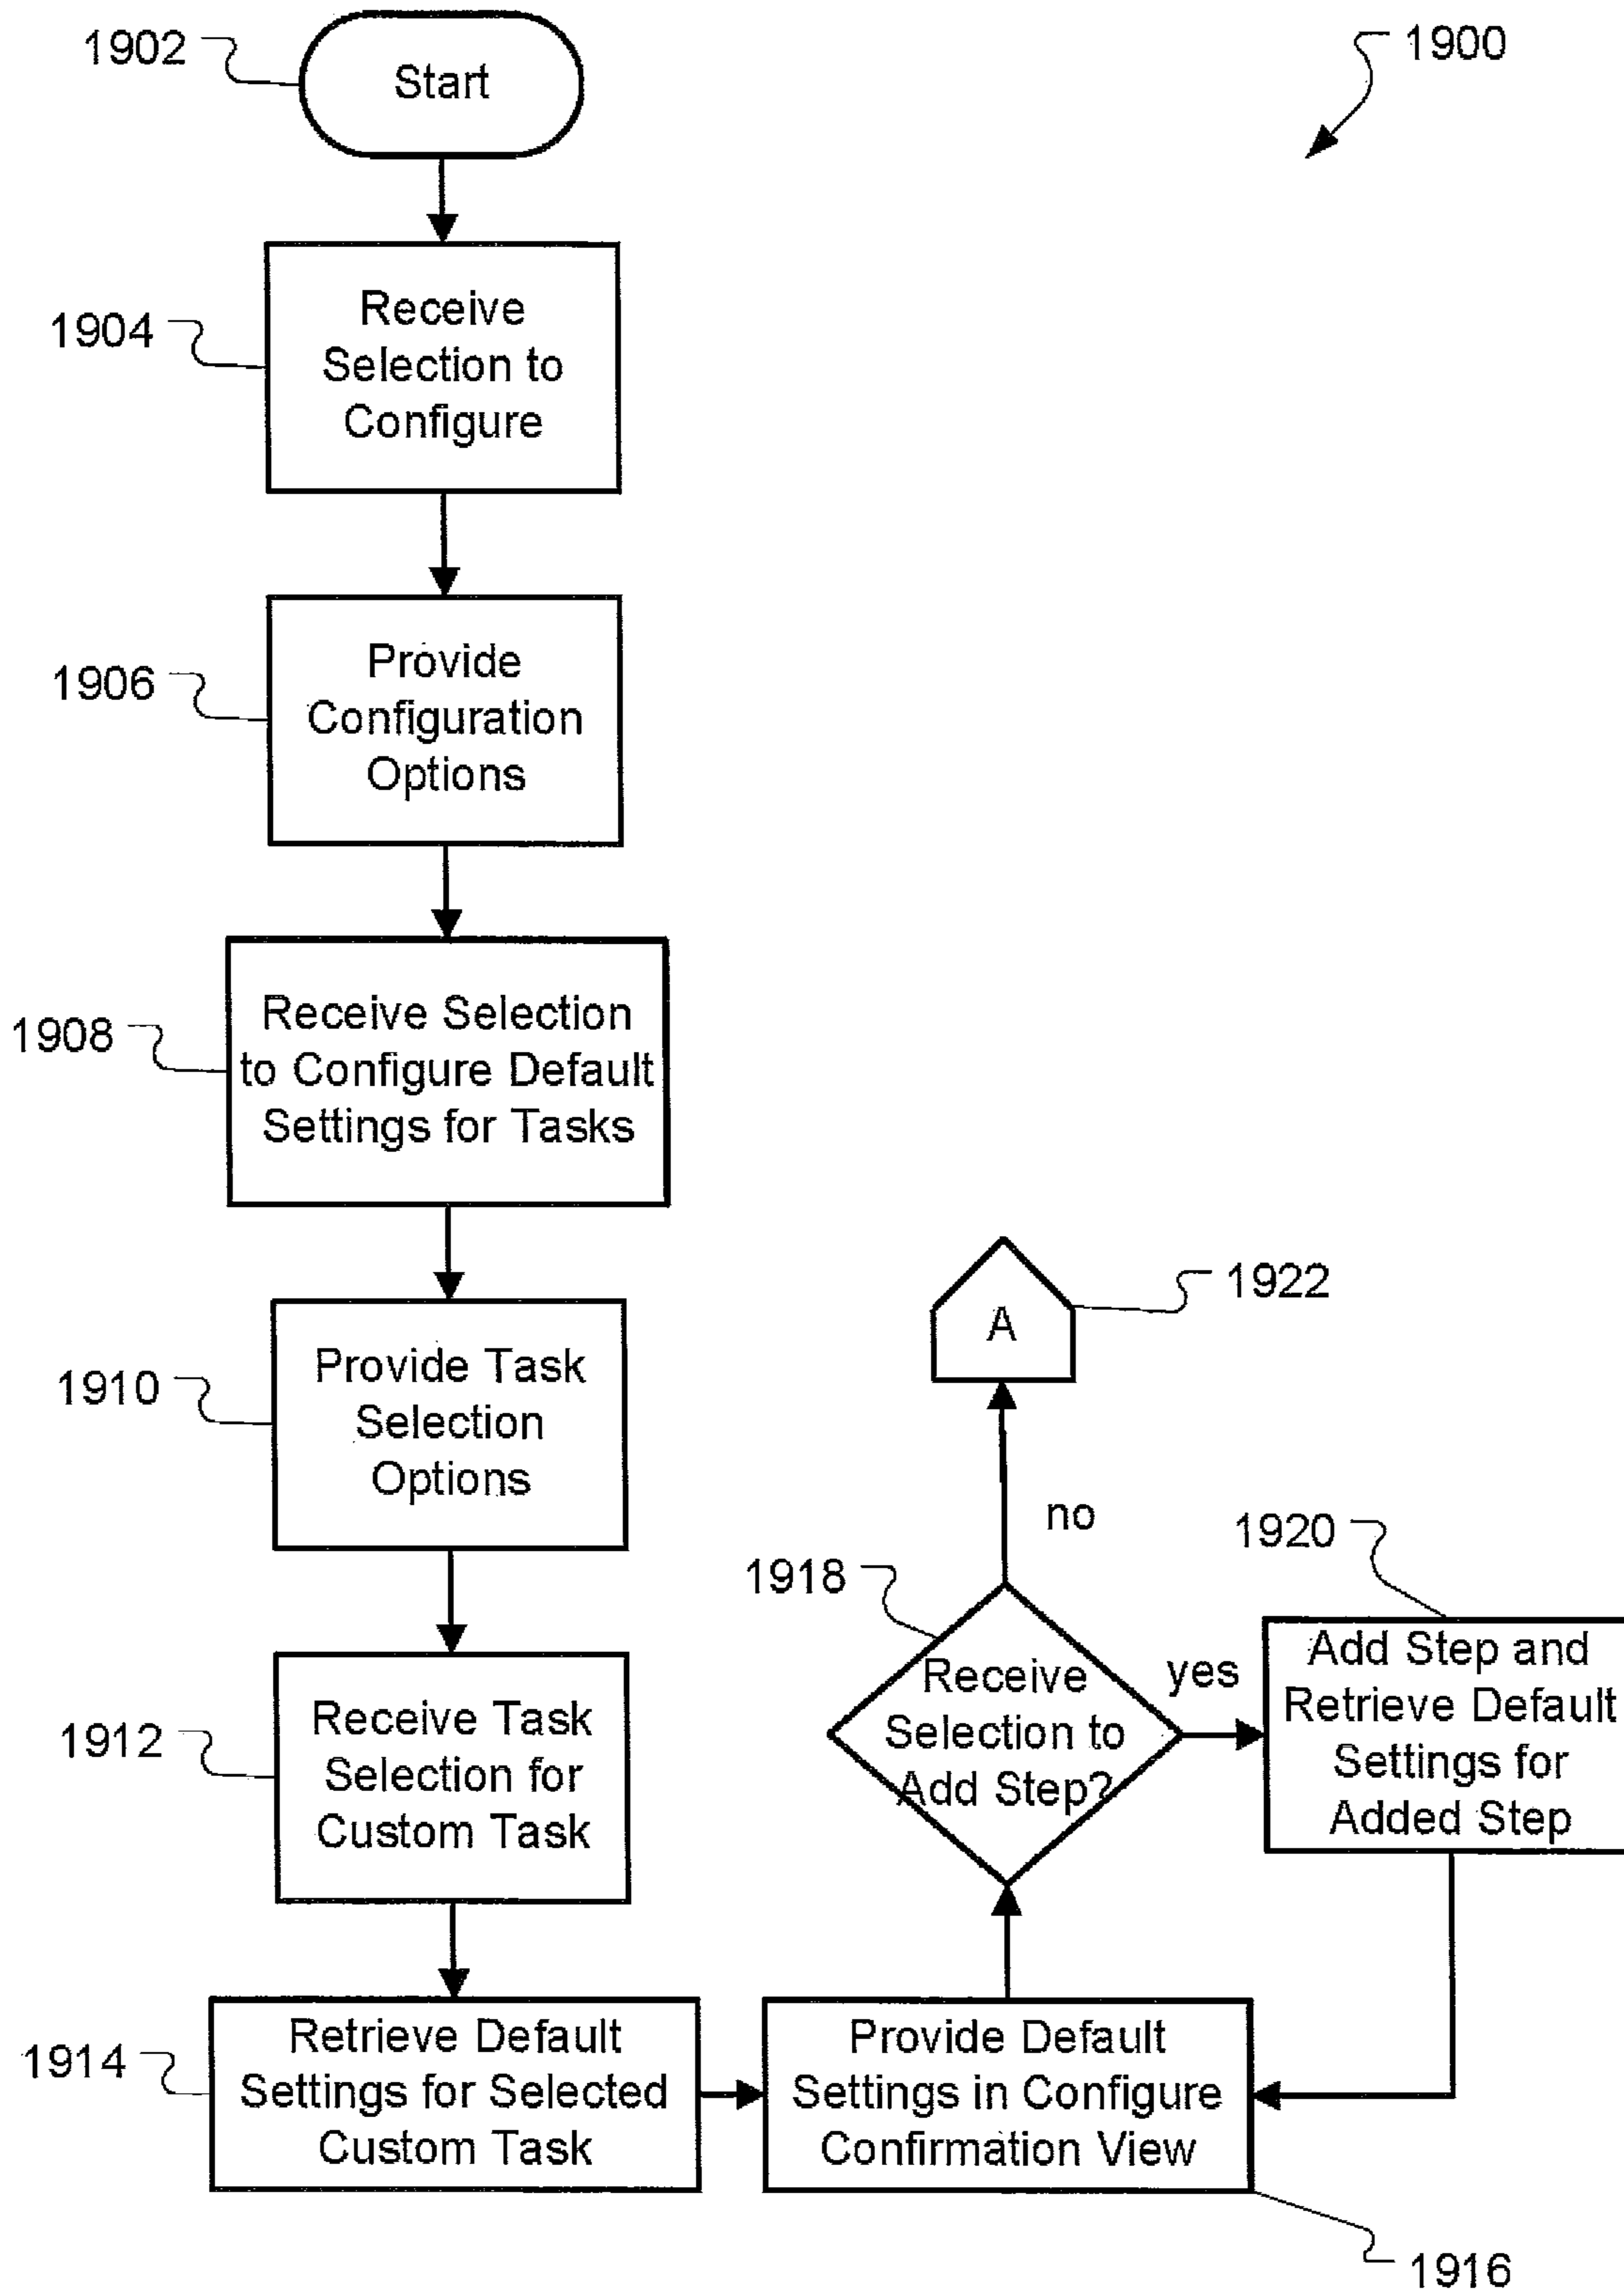 1902
Start
1900
1904
Receive
Selection to
Configure
1906
Provide
Configuration
Options
1908
Receive Selection
to Configure Default
Settings for Tasks
1910
Provide Task
Selection
Options
1912
Receive Task
Selection for
Custom Task
1914
Retrieve Default
Settings for Selected
Custom Task
Provide Default
Settings in Configure
Confirmation View
1916
1918
Receive
Selection to
Add Step?
yes
1920
Add Step and
Retrieve Default
Settings for
Added Step
no
A
1922